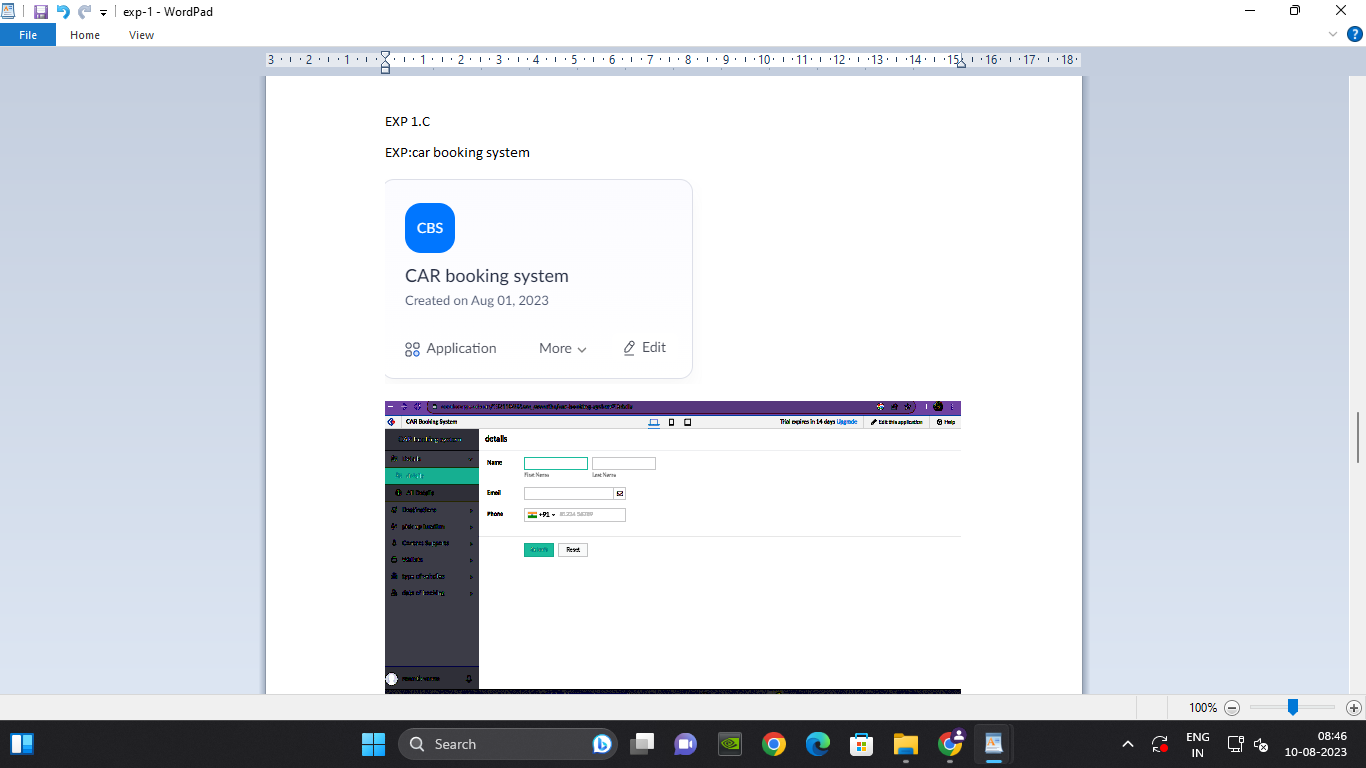 exp-1 - WordPad
File Home View
3 2 1 1 2 3 4 5 6 7 8 9 10 11 12 13 14 15 16 17 18
EXP 1.C
EXP:car booking system
CBS
CAR booking system
Created on Aug 01, 2023
Application More Edit
CAR Booking System Trial expires in 14 days Upgrade Edit this application Help
details
Name
First Name Last Name
Email
Phone +91
Reset
100%
Search ENG 08:46
IN 10-08-2023